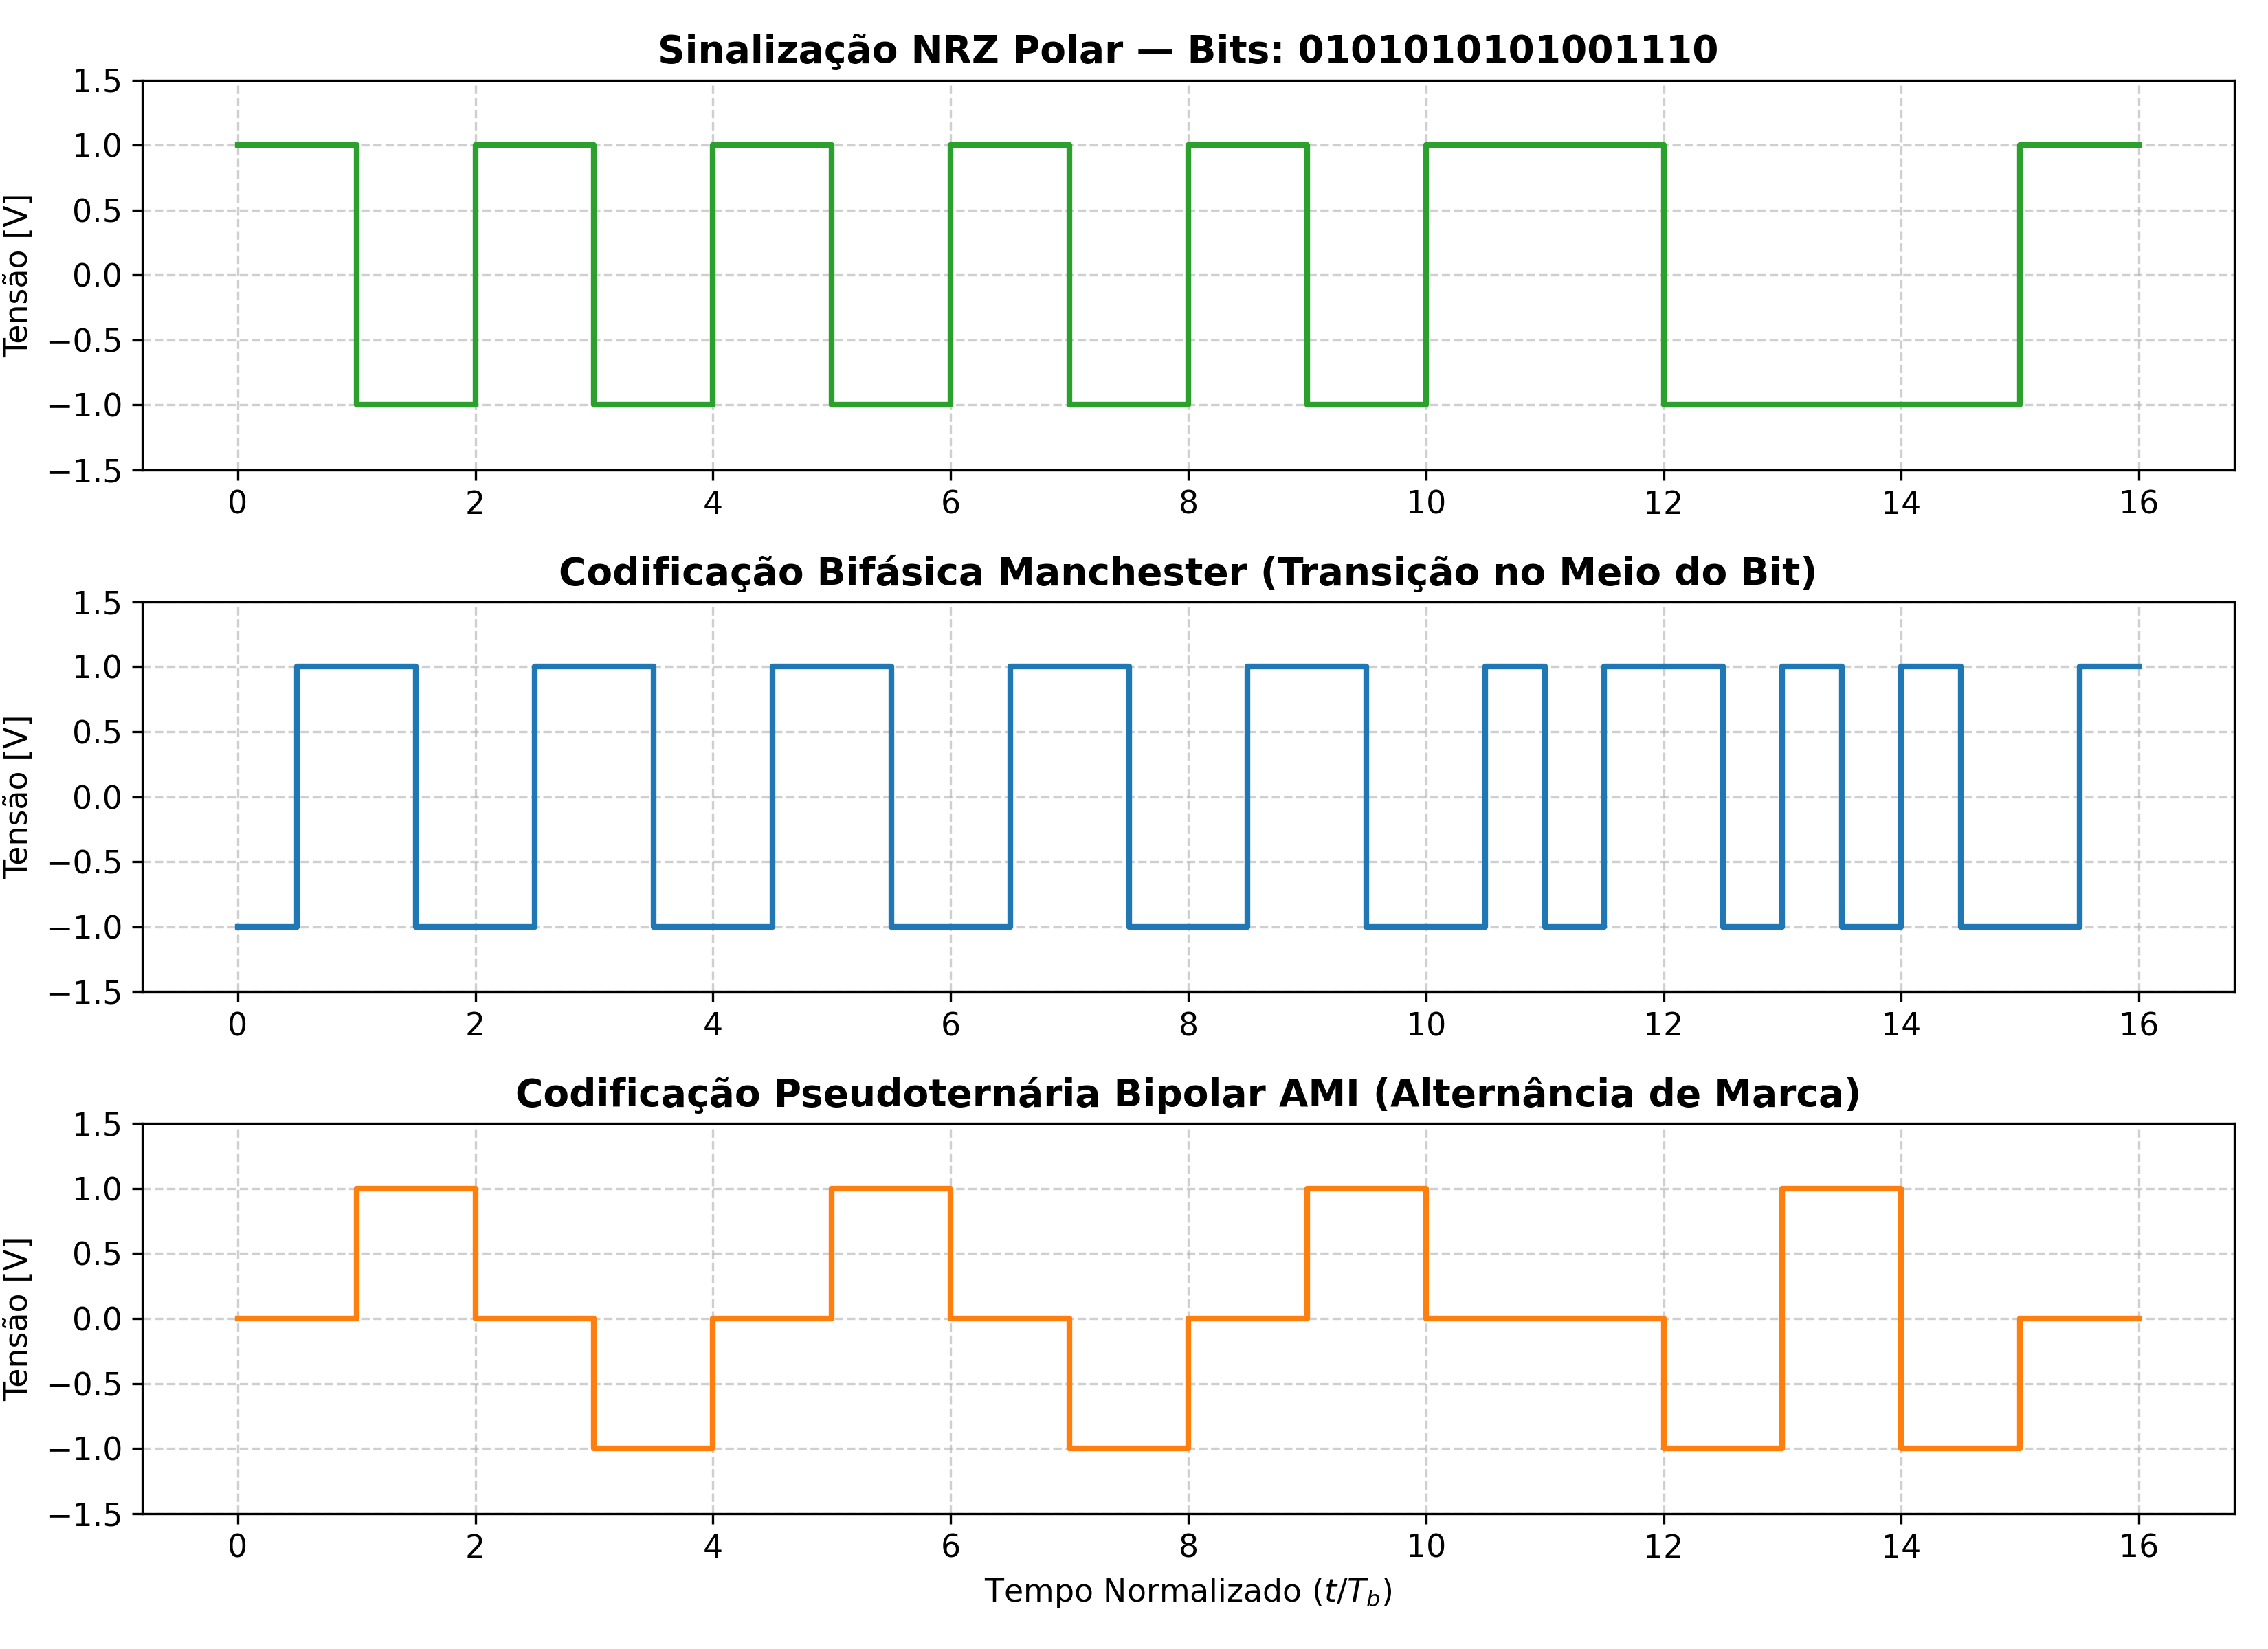 Sinalização NRZ Polar — Bits: 0101010101001110
1.5
1.0
0.5
0.0
−0.5
−1.0
−1.5
Tensão [V]
0 2 4 6 8 10 12 14 16
Codificação Bifásica Manchester (Transição no Meio do Bit)
1.5
1.0
0.5
0.0
−0.5
−1.0
−1.5
Tensão [V]
0 2 4 6 8 10 12 14 16
Codificação Pseudoternária Bipolar AMI (Alternância de Marca)
1.5
1.0
0.5
0.0
−0.5
−1.0
−1.5
Tensão [V]
0 2 4 6 8 10 12 14 16
Tempo Normalizado (t/T_b)